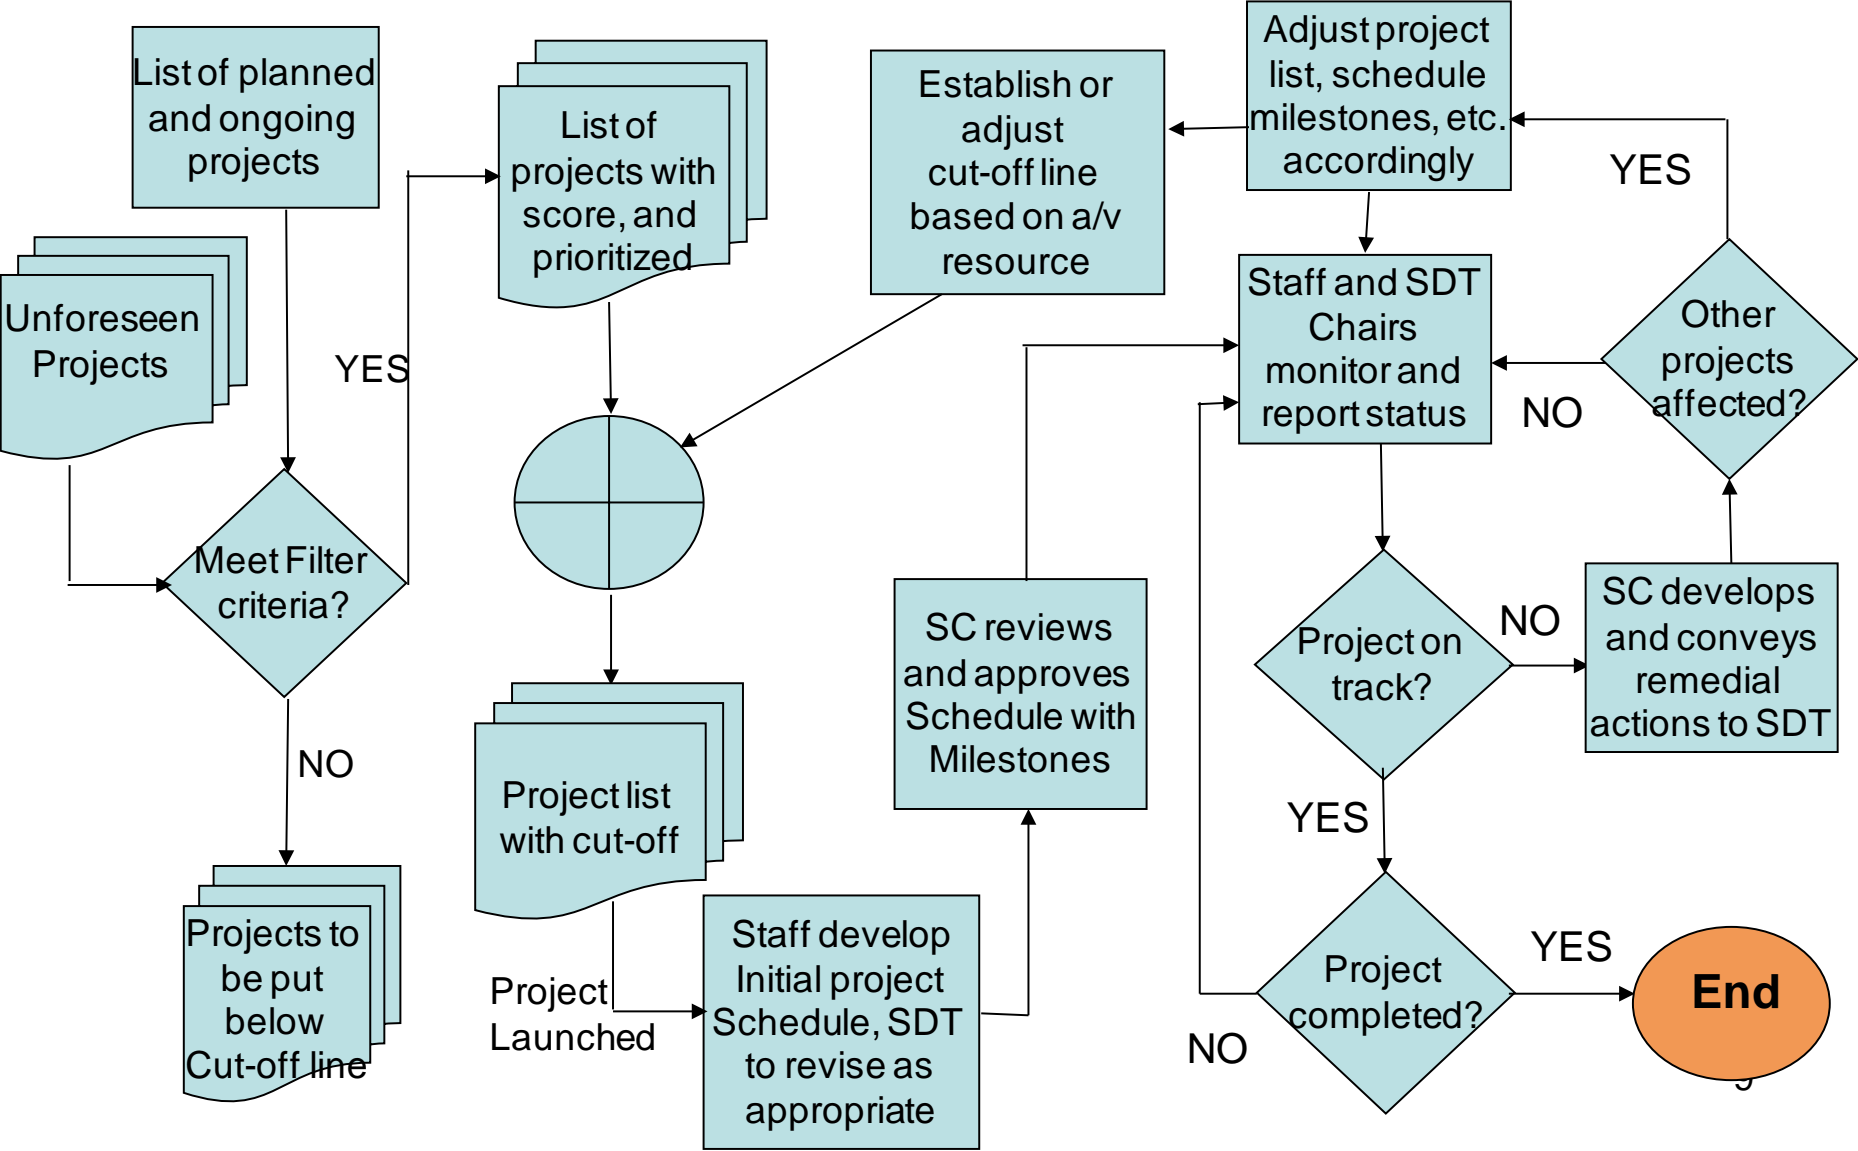 List of planned
and ongoing
projects
Unforeseen
Projects
Meet Filter
criteria?
YES
NO
Projects to
be put
below
Cut-off line
List of
projects with
score, and
prioritized
Project list
with cut-off
Project
Launched
Staff develop
Initial project
Schedule, SDT
to revise as
appropriate
SC reviews
and approves
Schedule with
Milestones
Establish or
adjust
cut-off line
based on a/v
resource
Adjust project
list, schedule
milestones, etc.
accordingly
Staff and SDT
Chairs
monitor and
report status
YES
Other
projects
affected?
NO
Project on
track?
NO
SC develops
and conveys
remedial
actions to SDT
YES
Project
completed?
YES
NO
End